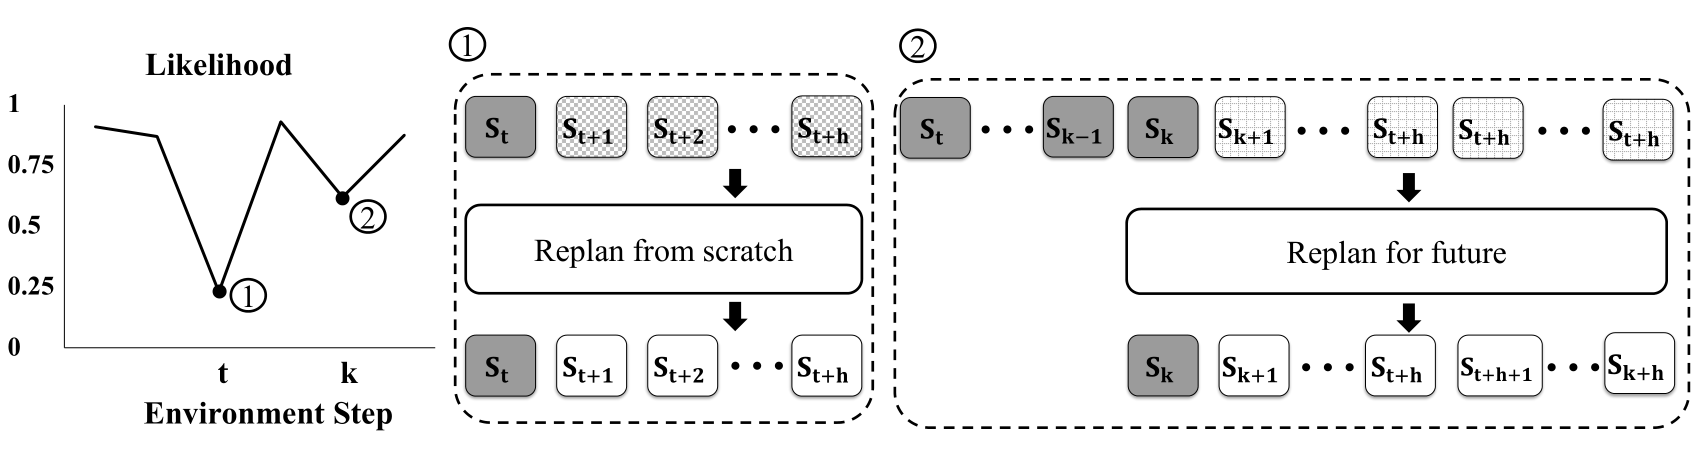 Likelihood
1
0.75
0.5
0.25
0
①
②
t k
Environment Step
①
S_t S_{t+1} S_{t+2} ••• S_{t+h}
Replan from scratch
S_t S_{t+1} S_{t+2} ••• S_{t+h}
②
S_t ••• S_{k−1} S_k S_{k+1} ••• S_{t+h} S_{t+h} ••• S_{t+h}
Replan for future
S_k S_{k+1} ••• S_{t+h} S_{t+h+1} ••• S_{k+h}